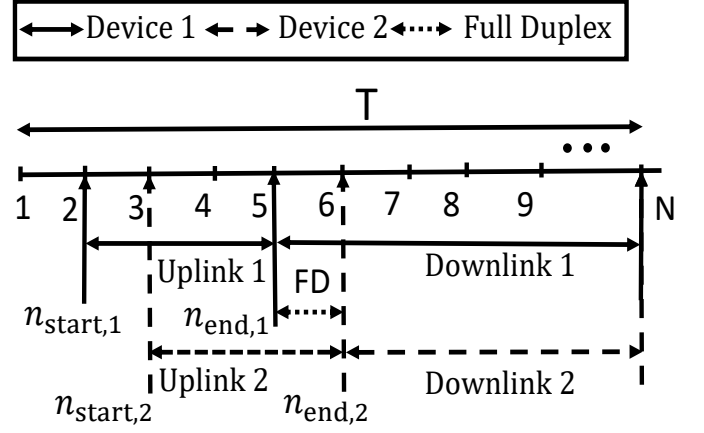 Device 1 Device 2 Full Duplex
T
...
1 2 3 4 5 6 7 8 9 N
Uplink 1 FD Downlink 1
n_start,1 n_end,1
Uplink 2 Downlink 2
n_start,2 n_end,2